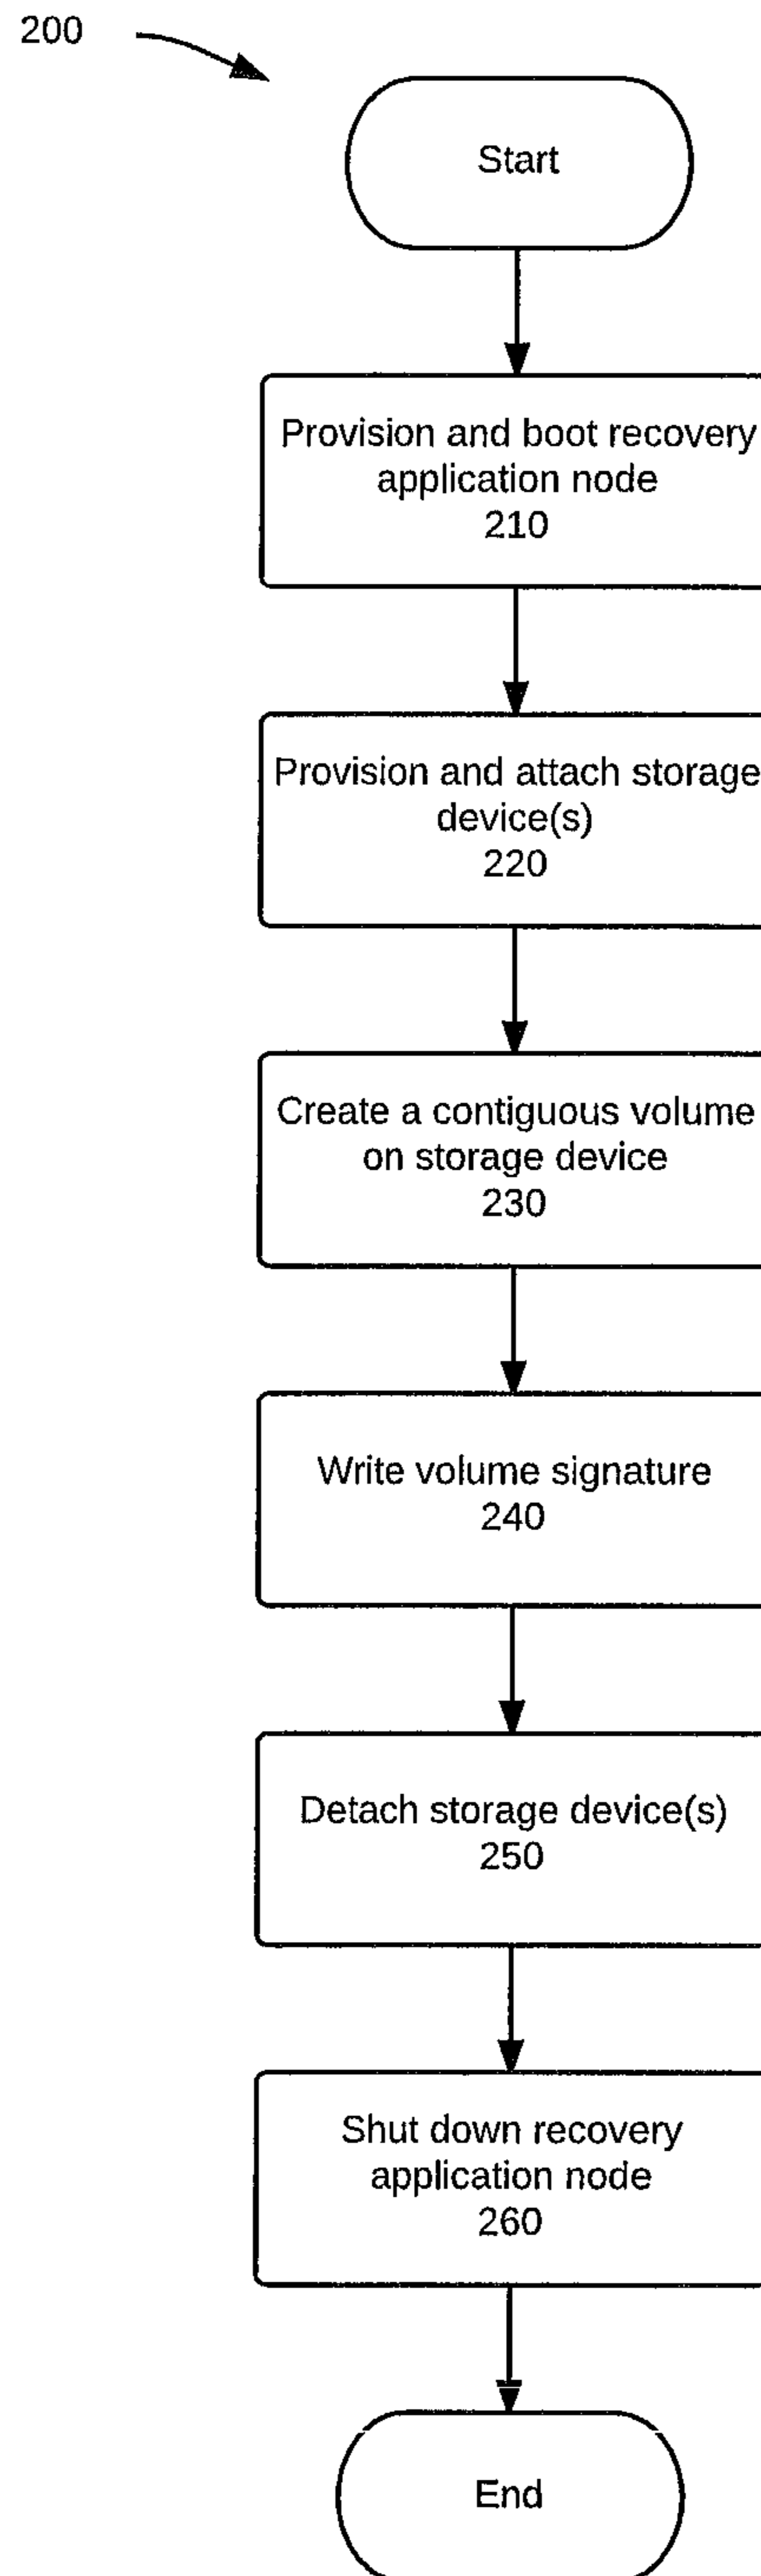 200
Start
Provision and boot recovery
application node
210
Provision and attach storage
device(s)
220
Create a contiguous volume
on storage device
230
Write volume signature
240
Detach storage device(s)
250
Shut down recovery
application node
260
End